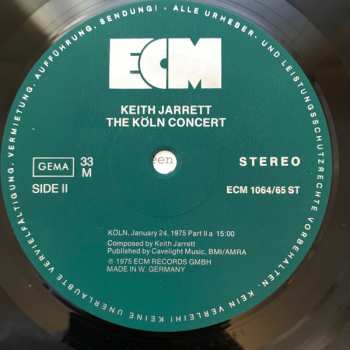 ECM
KEITH JARRETT
THE KÖLN CONCERT
GEMA
33
M
STEREO
SIDE II
ECM 1064/65 ST
KÖLN, January 24, 1975 Part II a 15:00
Composed by Keith Jarrett
Published by Cavelight Music, BMI/AMRA
℗ © 1975 ECM RECORDS GMBH
MADE IN W. GERMANY
ALLE URHEBER- UND LEISTUNGSSCHUTZRECHTE VORBEHALTEN. KEIN VERLEIH! KEINE UNERLAUBTE VERVIELFÄLTIGUNG, VERMIETUNG, AUFFÜHRUNG, SENDUNG!